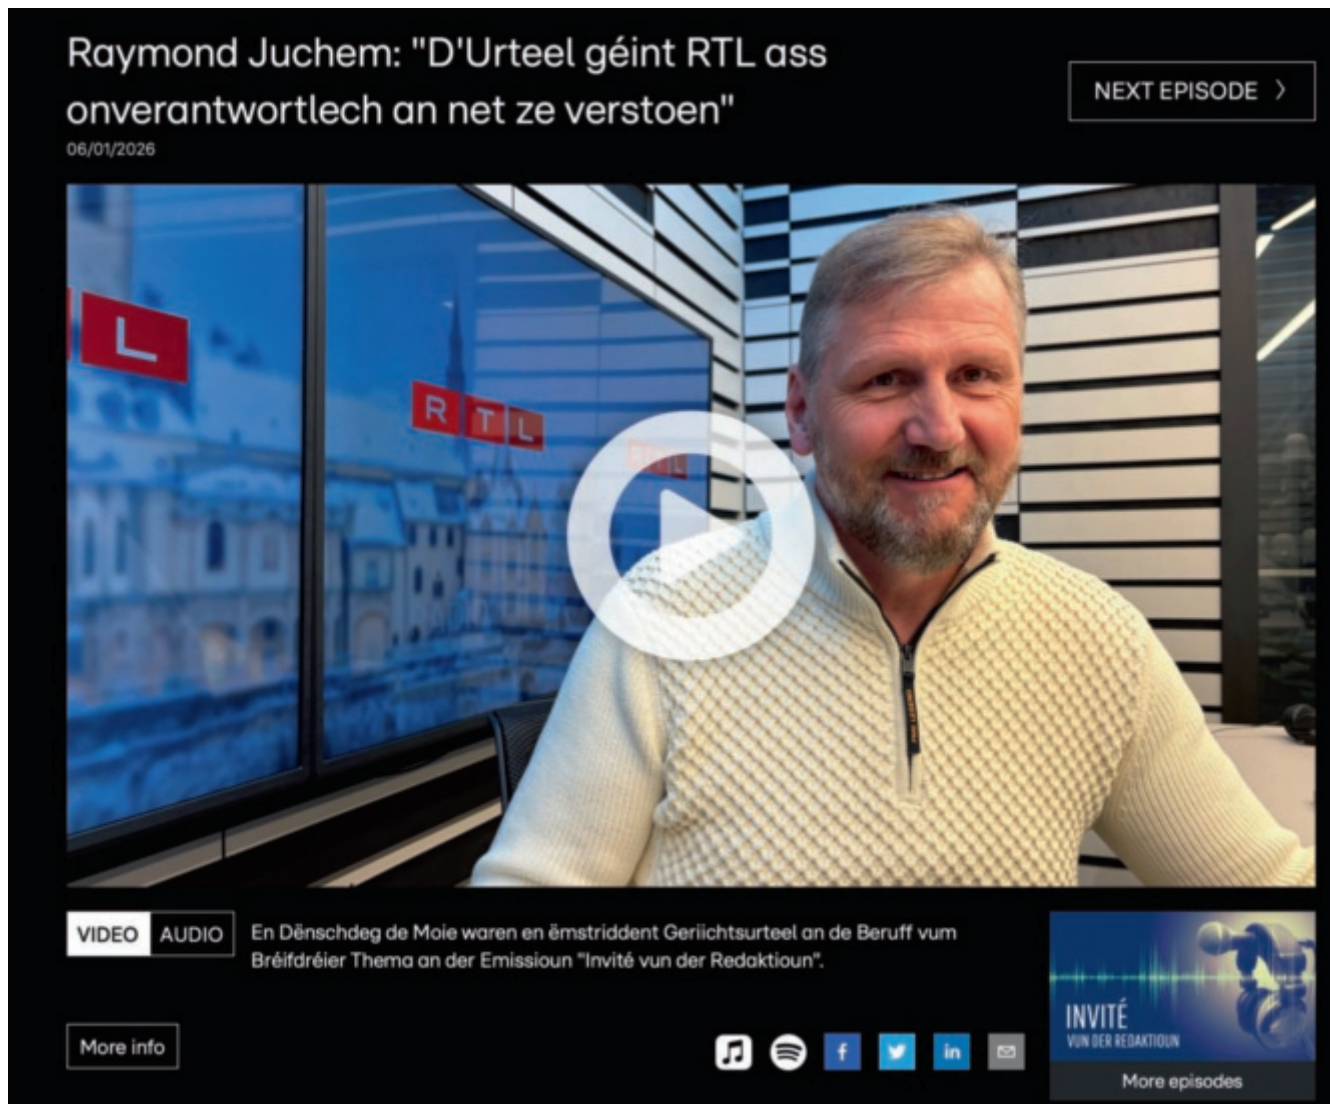 Raymond Juchem: "D'Urteel géint RTL ass
onverantwortlech an net ze verstoen"
06/01/2026
NEXT EPISODE
L
RTL
VIDEO
AUDIO
En Dënschdeg de Moie waren en ëmstriddent Geriichtsurteel an de Beruff vum
Bréifdréier Thema an der Emissioun "Invité vun der Redaktioun".
INVITÉ
VUN DER REDAKTIOUN
More info
f
in
More episodes